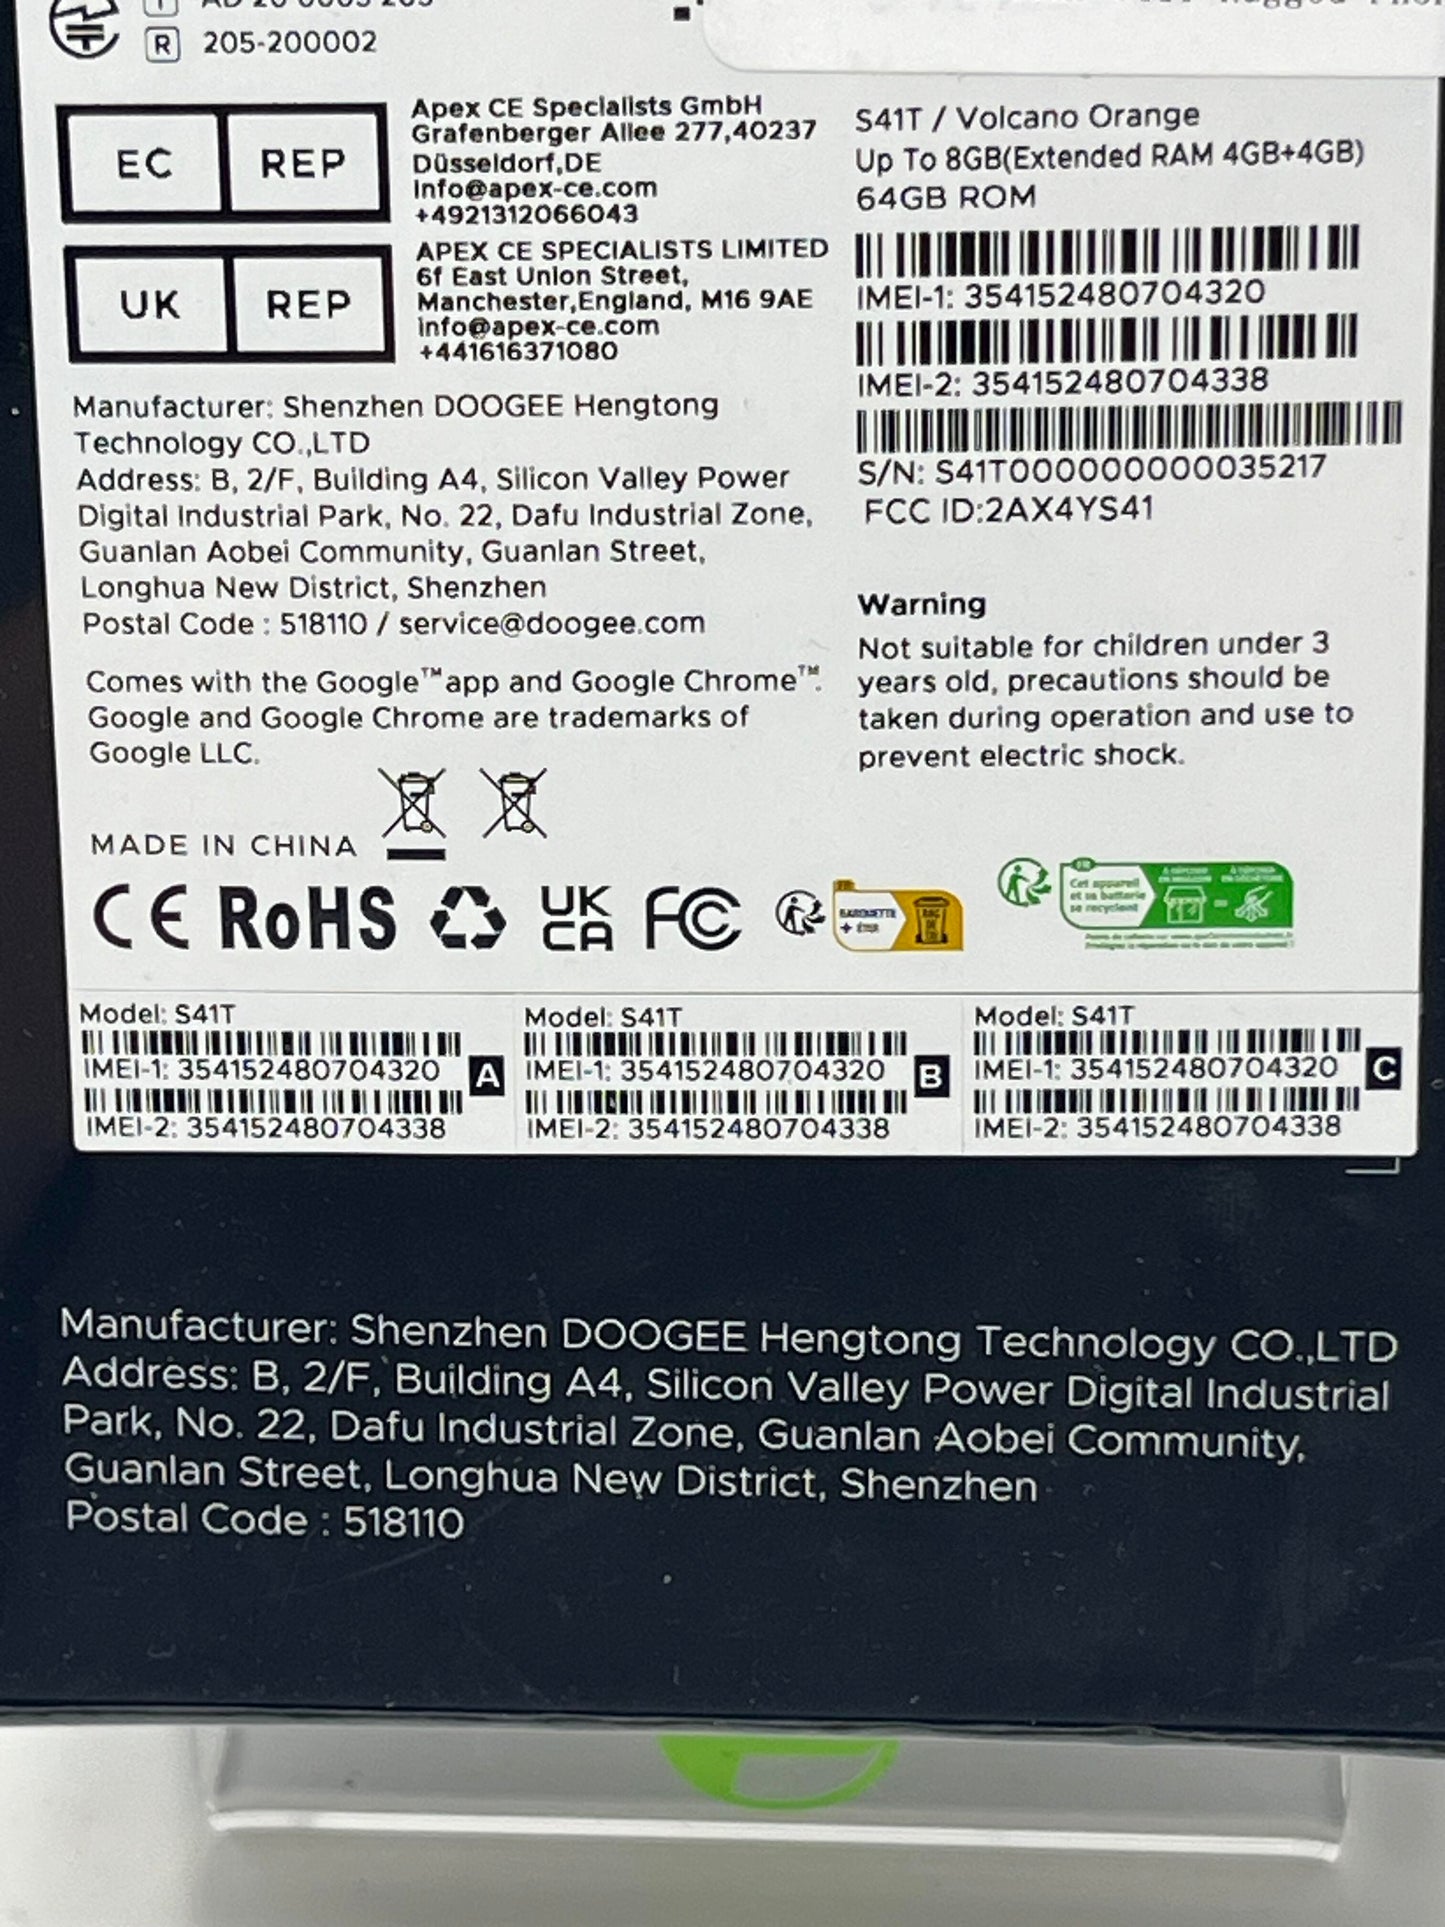 R 205-200002
EC REP
Apex CE Specialists GmbH
Grafenberger Allee 277,40237
Düsseldorf,DE
info@apex-ce.com
+4921312066043
UK REP
APEX CE SPECIALISTS LIMITED
6f East Union Street,
Manchester,England, M16 9AE
info@apex-ce.com
+441616371080
Manufacturer: Shenzhen DOOGEE Hengtong
Technology CO.,LTD
Address: B, 2/F, Building A4, Silicon Valley Power
Digital Industrial Park, No. 22, Dafu Industrial Zone,
Guanlan Aobei Community, Guanlan Street,
Longhua New District, Shenzhen
Postal Code : 518110 / service@doogee.com
Comes with the Google™ app and Google Chrome™.
Google and Google Chrome are trademarks of
Google LLC.
MADE IN CHINA
S41T / Volcano Orange
Up To 8GB(Extended RAM 4GB+4GB)
64GB ROM
IMEI-1: 354152480704320
IMEI-2: 354152480704338
S/N: S41T000000000035217
FCC ID:2AX4YS41
Warning
Not suitable for children under 3
years old, precautions should be
taken during operation and use to
prevent electric shock.
CE RoHS UK CA FC
FR
Cet appareil
et sa batterie
se recyclent
Model: S41T
IMEI-1: 354152480704320
IMEI-2: 354152480704338
A
Model: S41T
IMEI-1: 354152480704320
IMEI-2: 354152480704338
B
Model: S41T
IMEI-1: 354152480704320
IMEI-2: 354152480704338
C
Manufacturer: Shenzhen DOOGEE Hengtong Technology CO.,LTD
Address: B, 2/F, Building A4, Silicon Valley Power Digital Industrial
Park, No. 22, Dafu Industrial Zone, Guanlan Aobei Community,
Guanlan Street, Longhua New District, Shenzhen
Postal Code : 518110